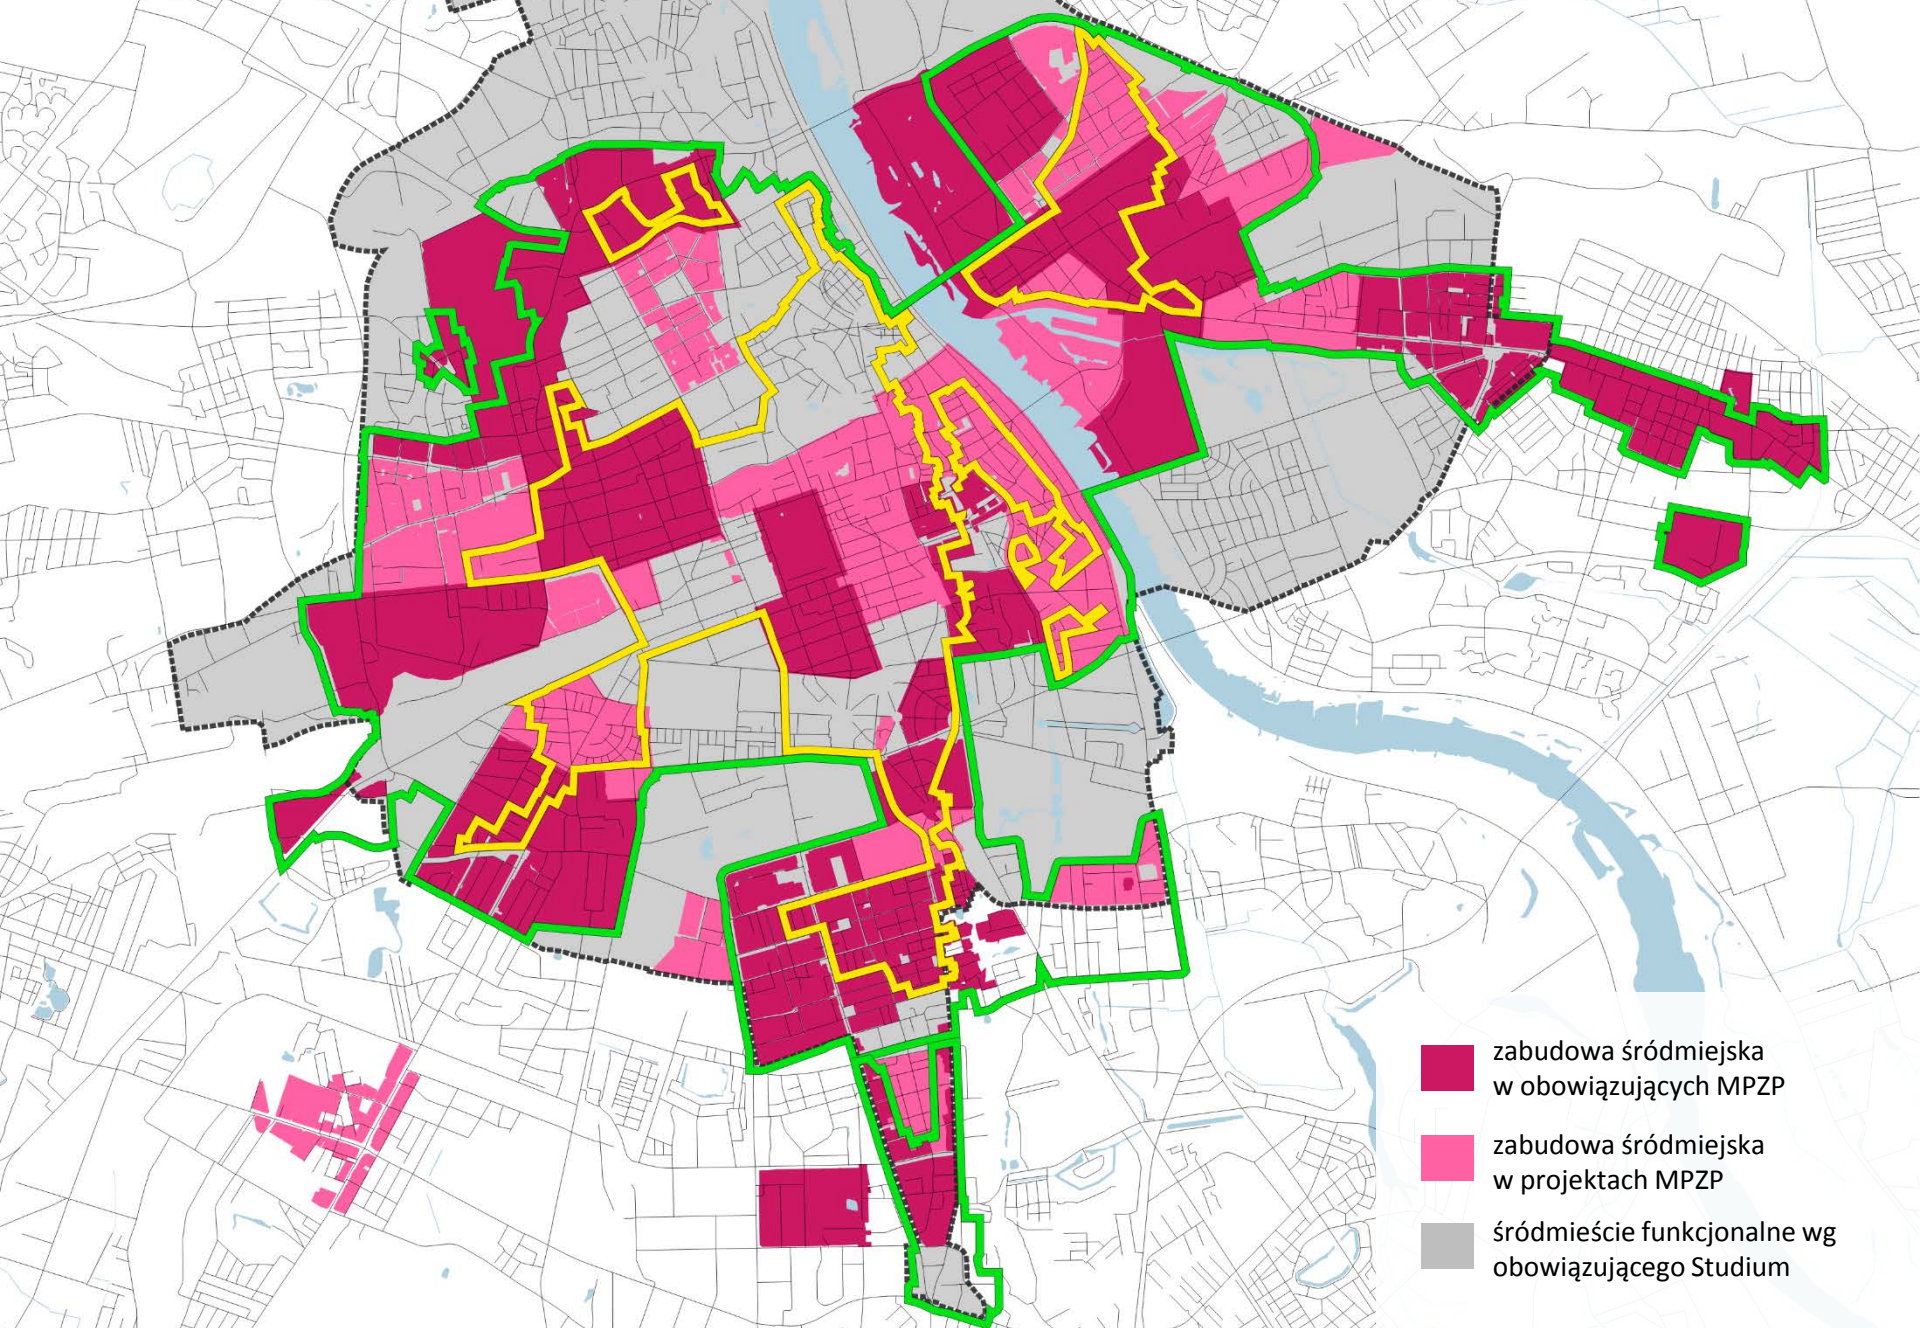 zabudowa śródmiejska
w obowiązujących MPZP
zabudowa śródmiejska
w projektach MPZP
śródmieście funkcjonalne wg
obowiązującego Studium